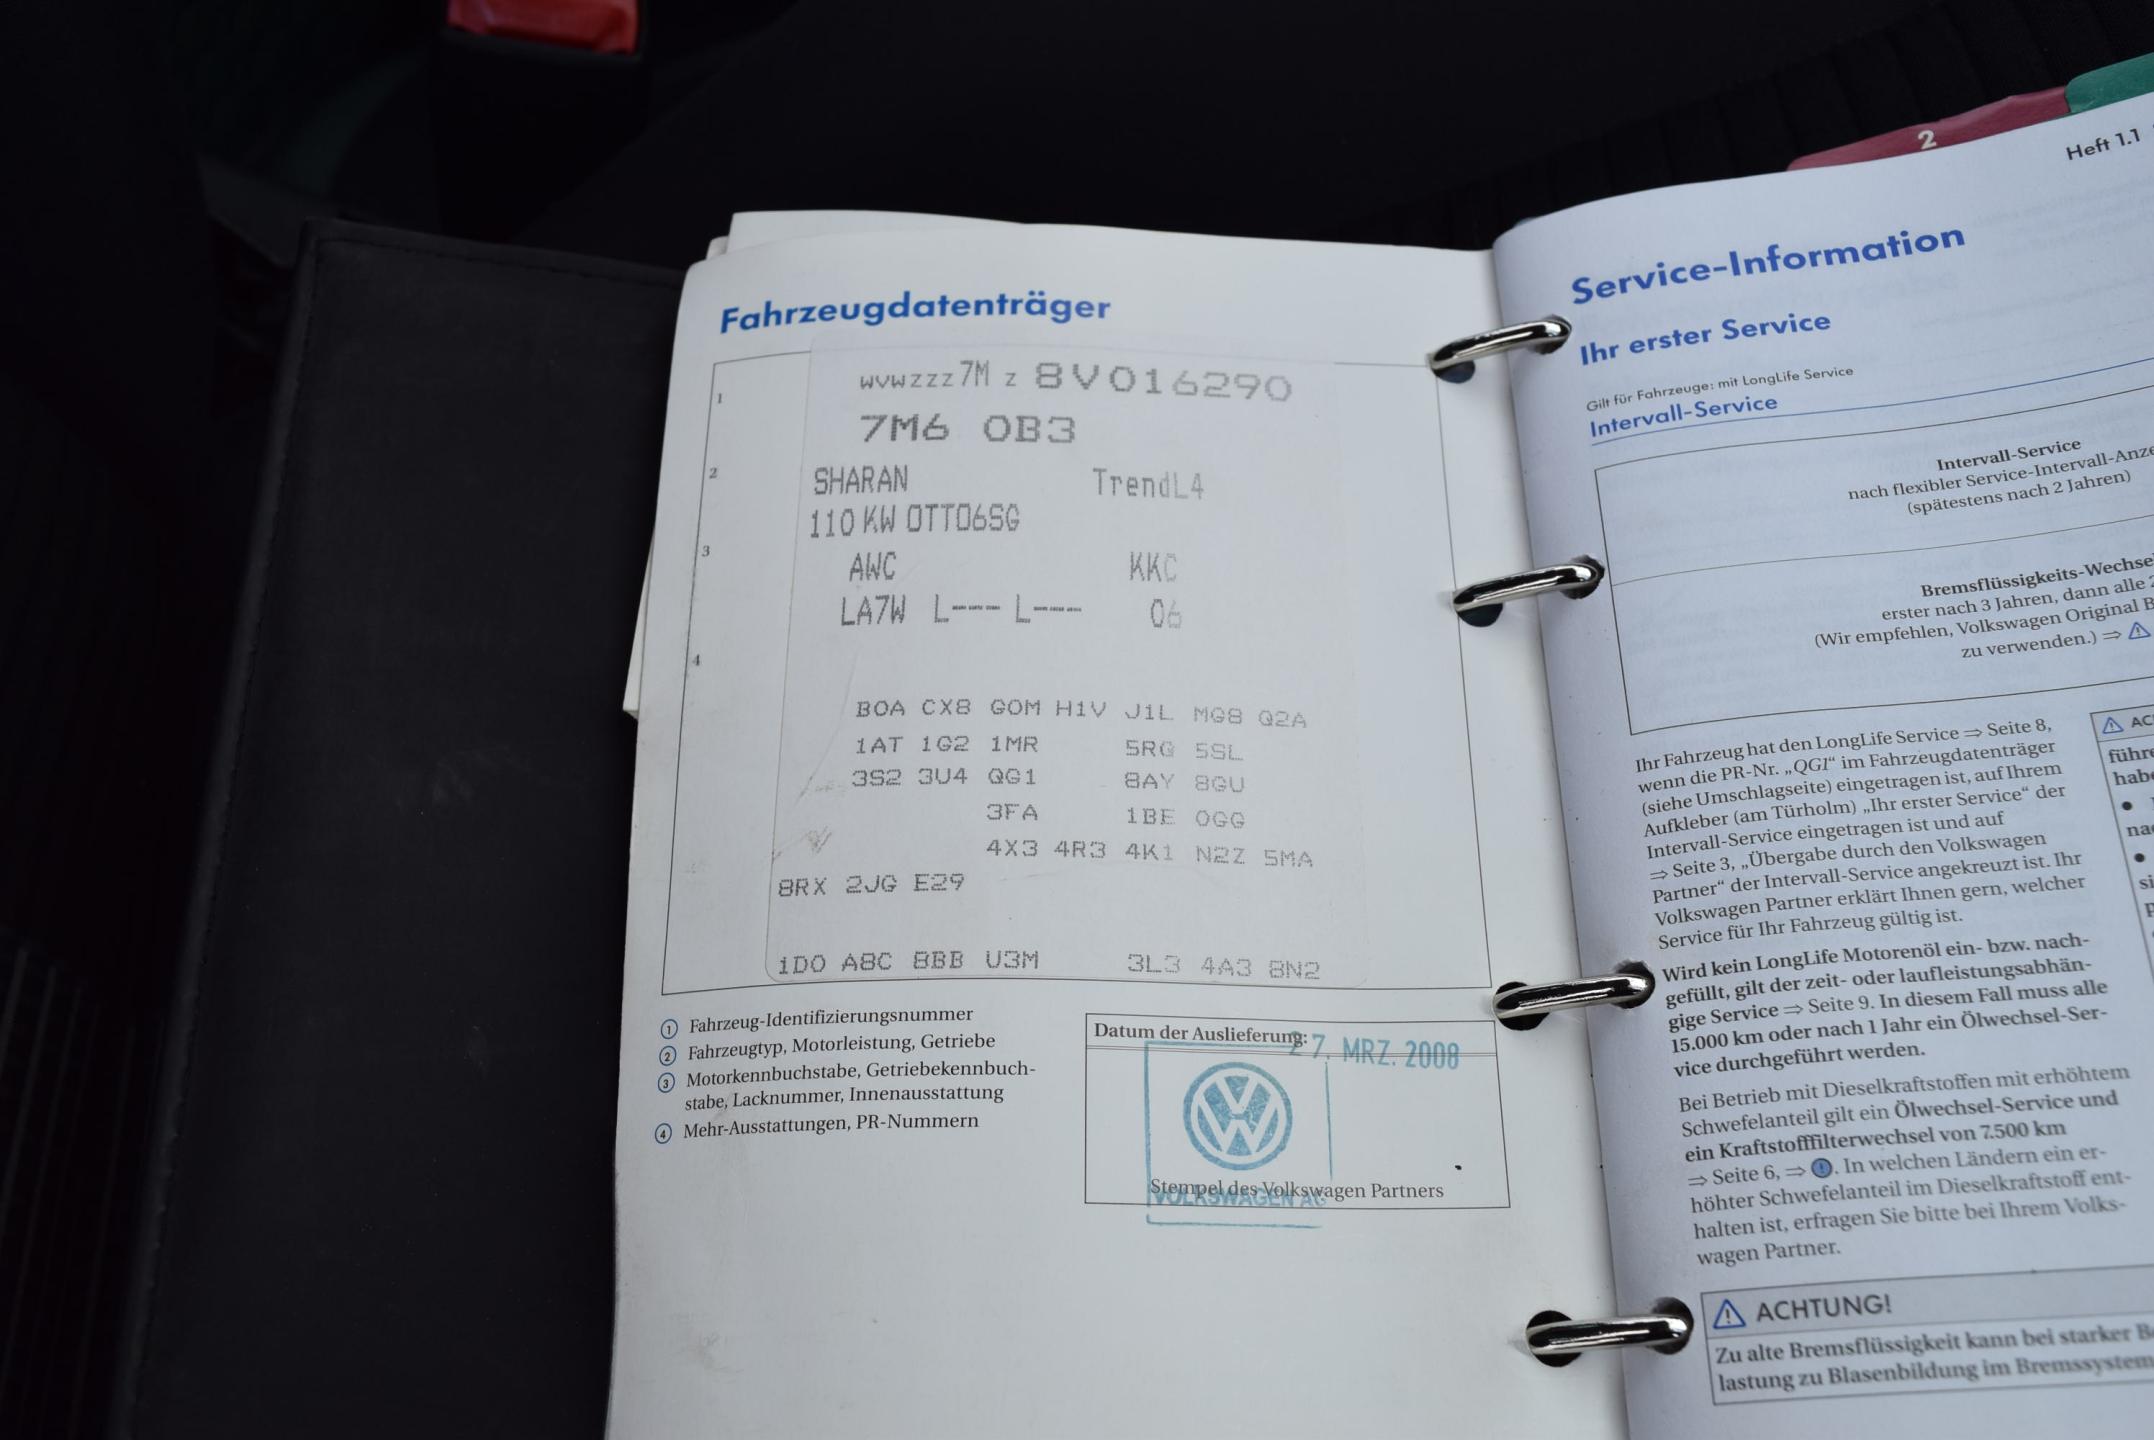 Fahrzeugdatenträger
1
WVWZZZ7M Z 8V016290
7M6 0B3
2
SHARAN TrendL4
110 KW OTTO6SG
3
AWC KKC
LA7W L---- L---- 06
4
B0A CX8 G0M H1V J1L MG8 Q2A
1AT 1G2 1MR 5RG 5SL
3S2 3U4 QG1 8AY 8GU
3FA 1BE 0GG
4X3 4R3 4K1 N2Z 5MA
8RX 2JG E29
1D0 A8C 8BB U3M 3L3 4A3 8N2
1 Fahrzeug-Identifizierungsnummer
2 Fahrzeugtyp, Motorleistung, Getriebe
3 Motorkennbuchstabe, Getriebekennbuch-
stabe, Lacknummer, Innenausstattung
4 Mehr-Ausstattungen, PR-Nummern
Datum der Auslieferung:
27. MRZ. 2008
VOLKSWAGEN AG
Stempel des Volkswagen Partners
2
Heft 1.1
Service-Information
Ihr erster Service
Gilt für Fahrzeuge: mit LongLife Service
Intervall-Service
Intervall-Service
nach flexibler Service-Intervall-Anze
(spätestens nach 2 Jahren)
Bremsflüssigkeits-Wechsel
erster nach 3 Jahren, dann alle 2
(Wir empfehlen, Volkswagen Original B
zu verwenden.) ⇒
Ihr Fahrzeug hat den LongLife Service ⇒ Seite 8,
wenn die PR-Nr. „QG1“ im Fahrzeugdatenträger
(siehe Umschlagseite) eingetragen ist, auf Ihrem
Aufkleber (am Türholm) „Ihr erster Service“ der
Intervall-Service eingetragen ist und auf
⇒ Seite 3, „Übergabe durch den Volkswagen
Partner“ der Intervall-Service angekreuzt ist. Ihr
Volkswagen Partner erklärt Ihnen gern, welcher
Service für Ihr Fahrzeug gültig ist.
Wird kein LongLife Motorenöl ein- bzw. nach-
gefüllt, gilt der zeit- oder laufleistungsabhän-
gige Service ⇒ Seite 9. In diesem Fall muss alle
15.000 km oder nach 1 Jahr ein Ölwechsel-Ser-
vice durchgeführt werden.
Bei Betrieb mit Dieselkraftstoffen mit erhöhtem
Schwefelanteil gilt ein Ölwechsel-Service und
ein Kraftstofffilterwechsel von 7.500 km
⇒ Seite 6, ⇒ . In welchen Ländern ein er-
höhter Schwefelanteil im Dieselkraftstoff ent-
halten ist, erfragen Sie bitte bei Ihrem Volks-
wagen Partner.
ACHTUNG!
Zu alte Bremsflüssigkeit kann bei starker Be
lastung zu Blasenbildung im Bremssystem
AC
führe
habe